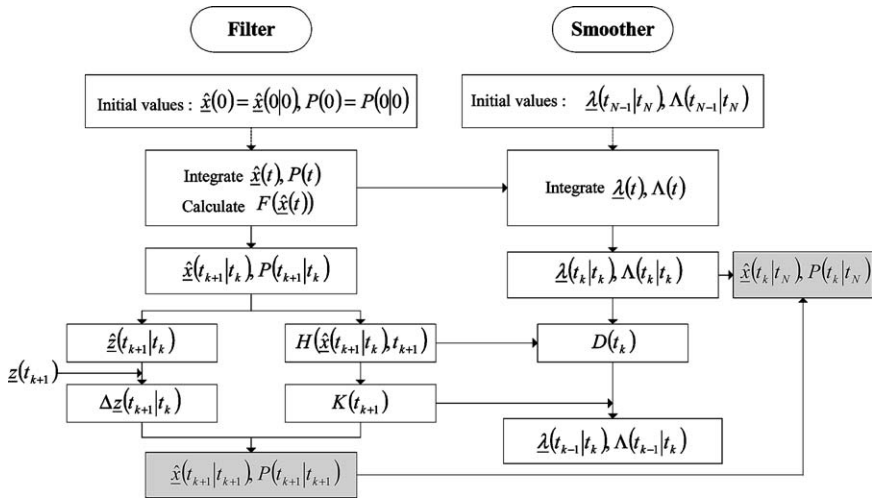 Filter
Smoother
Initial values : x̲̂(0) = x̲̂(0|0), P(0) = P(0|0)
Initial values : λ̲(t_{N-1}|t_N), Λ(t_{N-1}|t_N)
Integrate x̲̂(t), P(t)
Calculate F(x̲̂(t))
Integrate λ̲(t), Λ(t)
x̲̂(t_{k+1}|t_k), P(t_{k+1}|t_k)
λ̲(t_k|t_k), Λ(t_k|t_k)
x̲̂(t_k|t_N), P(t_k|t_N)
ẑ̲(t_{k+1}|t_k)
H(x̲̂(t_{k+1}|t_k), t_{k+1})
D(t_k)
z̲(t_{k+1})
Δz̲(t_{k+1}|t_k)
K(t_{k+1})
λ̲(t_{k-1}|t_k), Λ(t_{k-1}|t_k)
x̲̂(t_{k+1}|t_{k+1}), P(t_{k+1}|t_{k+1})